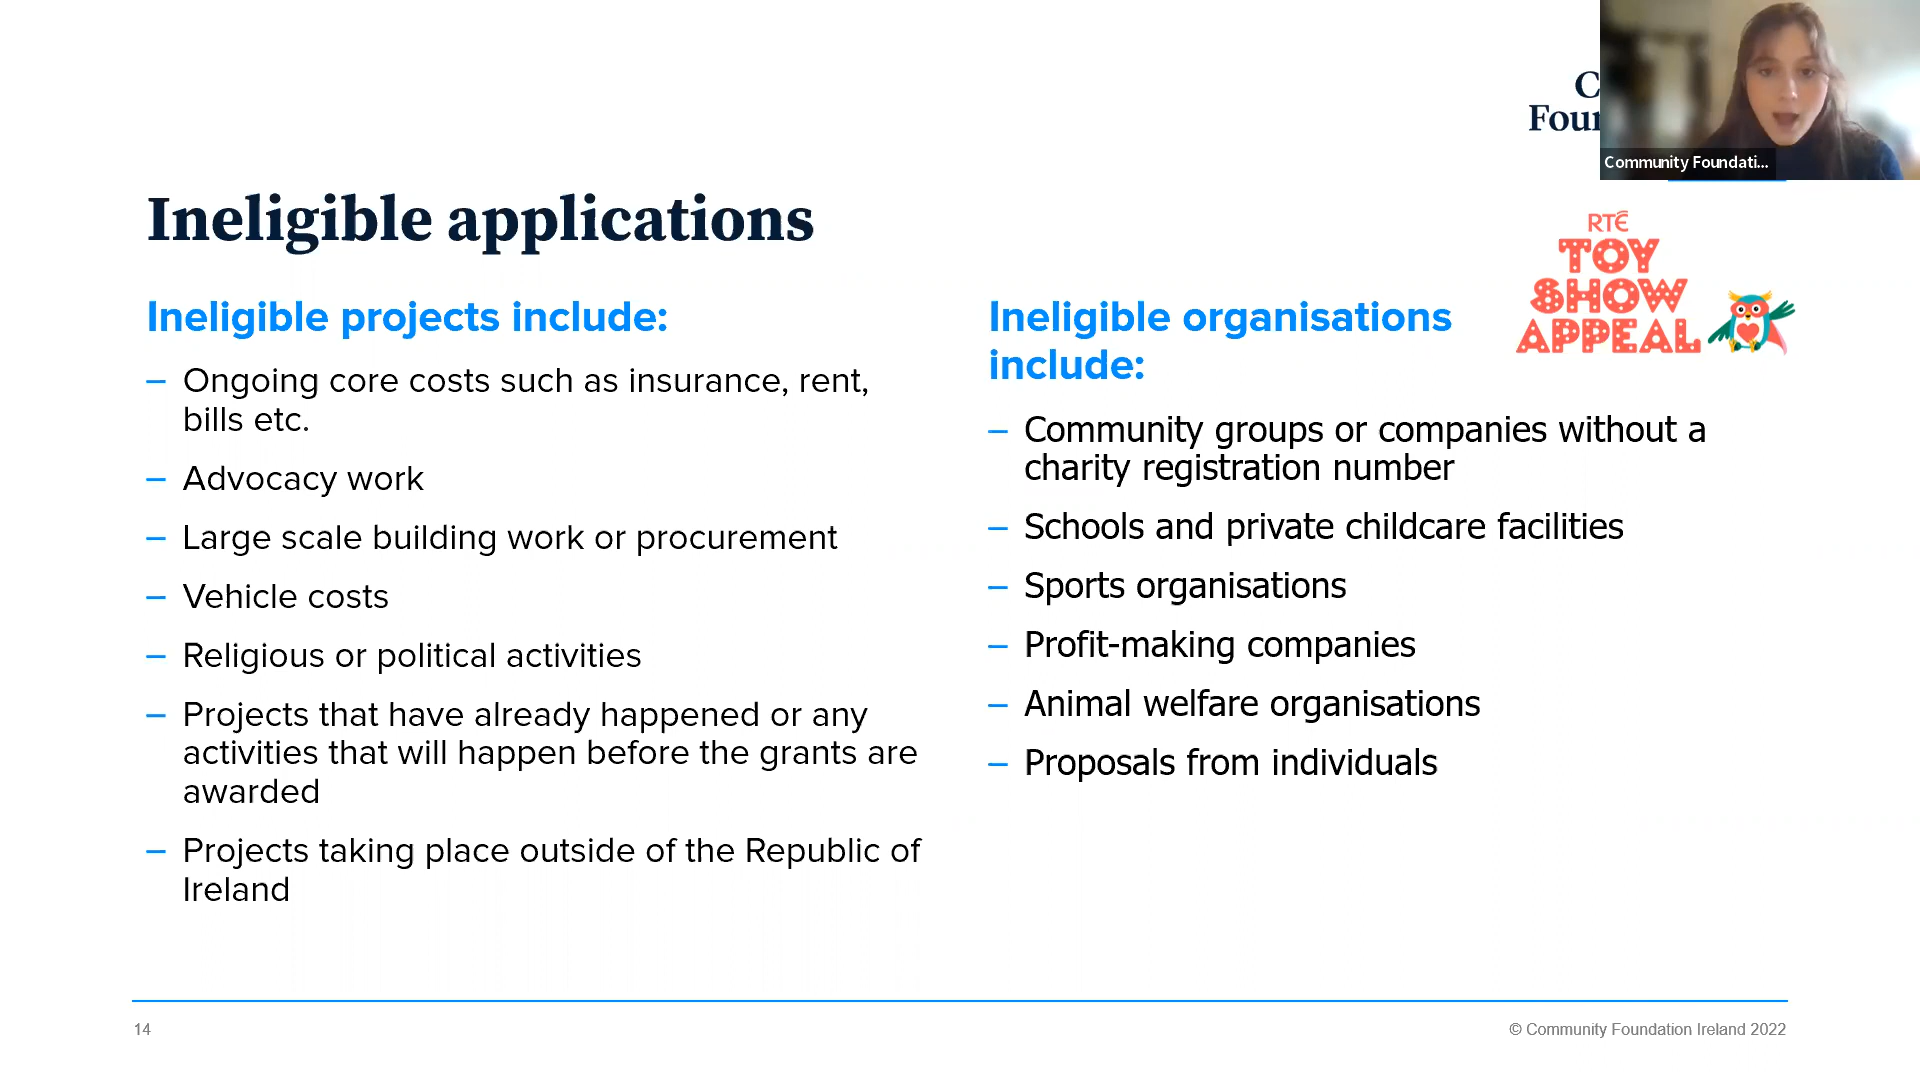 C
Four
Community Foundati...
Ineligible applications
RTÉ
TOY
SHOW
APPEAL
Ineligible projects include:
– Ongoing core costs such as insurance, rent,
bills etc.
– Advocacy work
– Large scale building work or procurement
– Vehicle costs
– Religious or political activities
– Projects that have already happened or any
activities that will happen before the grants are
awarded
– Projects taking place outside of the Republic of
Ireland
Ineligible organisations
include:
– Community groups or companies without a
charity registration number
– Schools and private childcare facilities
– Sports organisations
– Profit-making companies
– Animal welfare organisations
– Proposals from individuals
14
© Community Foundation Ireland 2022